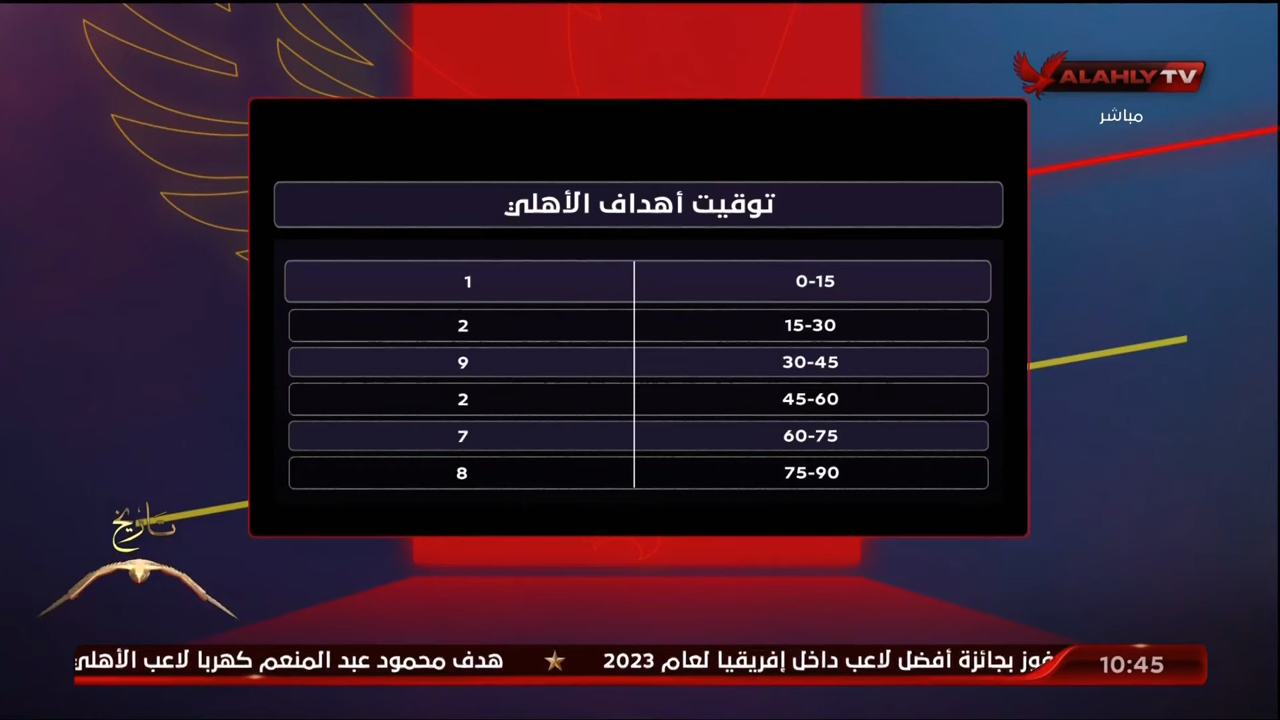 ALAHLY TV
مباشر
توقيت أهداف الأهلي
0-15 1
15-30 2
30-45 9
45-60 2
60-75 7
75-90 8
تاريخ
10:45 فوز بجائزة أفضل لاعب داخل إفريقيا لعام 2023 هدف محمود عبد المنعم كهربا لاعب الأهلي